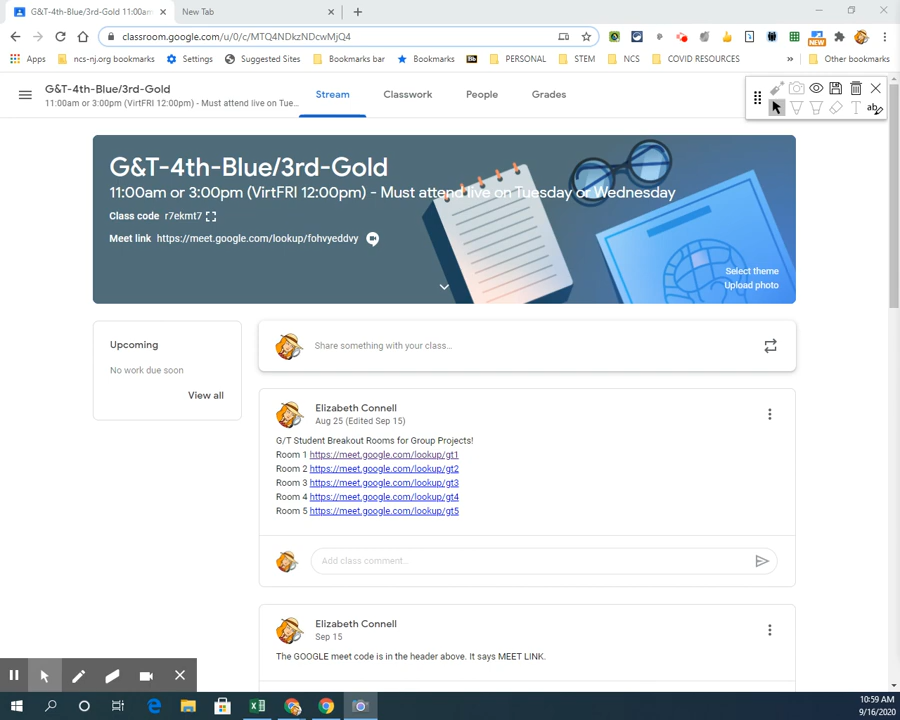 G&T-4th-Blue/3rd-Gold 11:00am
New Tab
classroom.google.com/u/0/c/MTQ4NDkzNDcwMjQ4
Apps ncs-nj.org bookmarks Settings Suggested Sites Bookmarks bar Bookmarks Bb PERSONAL STEM NCS COVID RESOURCES » Other bookmarks
NEW
G&T-4th-Blue/3rd-Gold
11:00am or 3:00pm (VirtFRI 12:00pm) - Must attend live on Tue...
Stream Classwork People Grades
G&T-4th-Blue/3rd-Gold
11:00am or 3:00pm (VirtFRI 12:00pm) - Must attend live on Tuesday or Wednesday
Class code r7ekmt7
Meet link https://meet.google.com/lookup/fohvyeddvy
Select theme
Upload photo
Upcoming
No work due soon
View all
Share something with your class...
Elizabeth Connell
Aug 25 (Edited Sep 15)
G/T Student Breakout Rooms for Group Projects!
Room 1 https://meet.google.com/lookup/gt1
Room 2 https://meet.google.com/lookup/gt2
Room 3 https://meet.google.com/lookup/gt3
Room 4 https://meet.google.com/lookup/gt4
Room 5 https://meet.google.com/lookup/gt5
Add class comment...
Elizabeth Connell
Sep 15
The GOOGLE meet code is in the header above. It says MEET LINK.
10:59 AM
9/16/2020